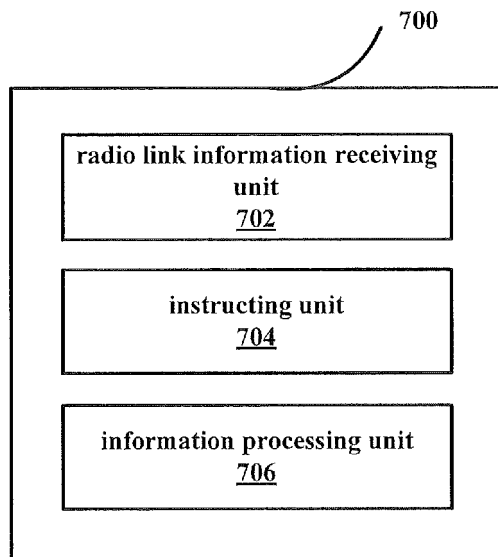 700
radio link information receiving
unit
702
instructing unit
704
information processing unit
706